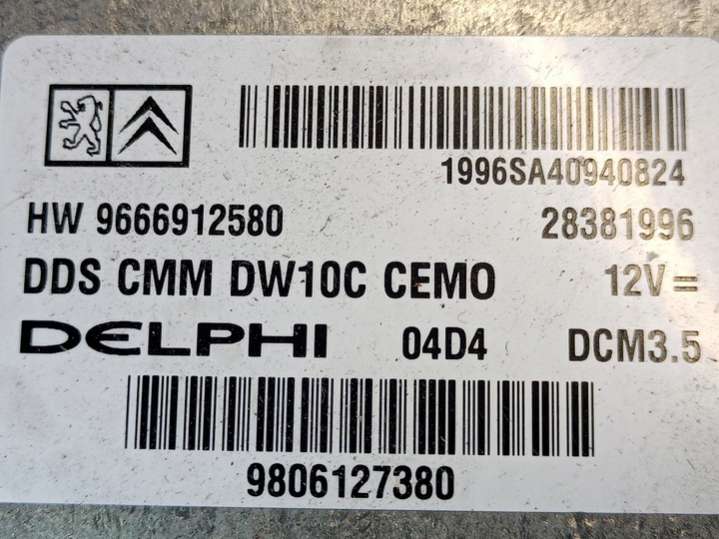 1996SA40940824
HW 9666912580 28381996
DDS CMM DW10C CEMO 12V=
DELPHI 04D4 DCM3.5
9806127380